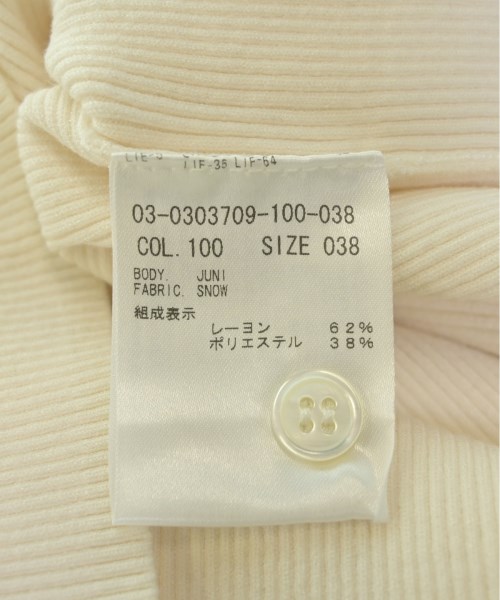 LIF-35 LIF-64
03-0303709-100-038
COL.100 SIZE 038
BODY. JUNI
FABRIC. SNOW
組成表示
レーヨン 62%
ポリエステル 38%